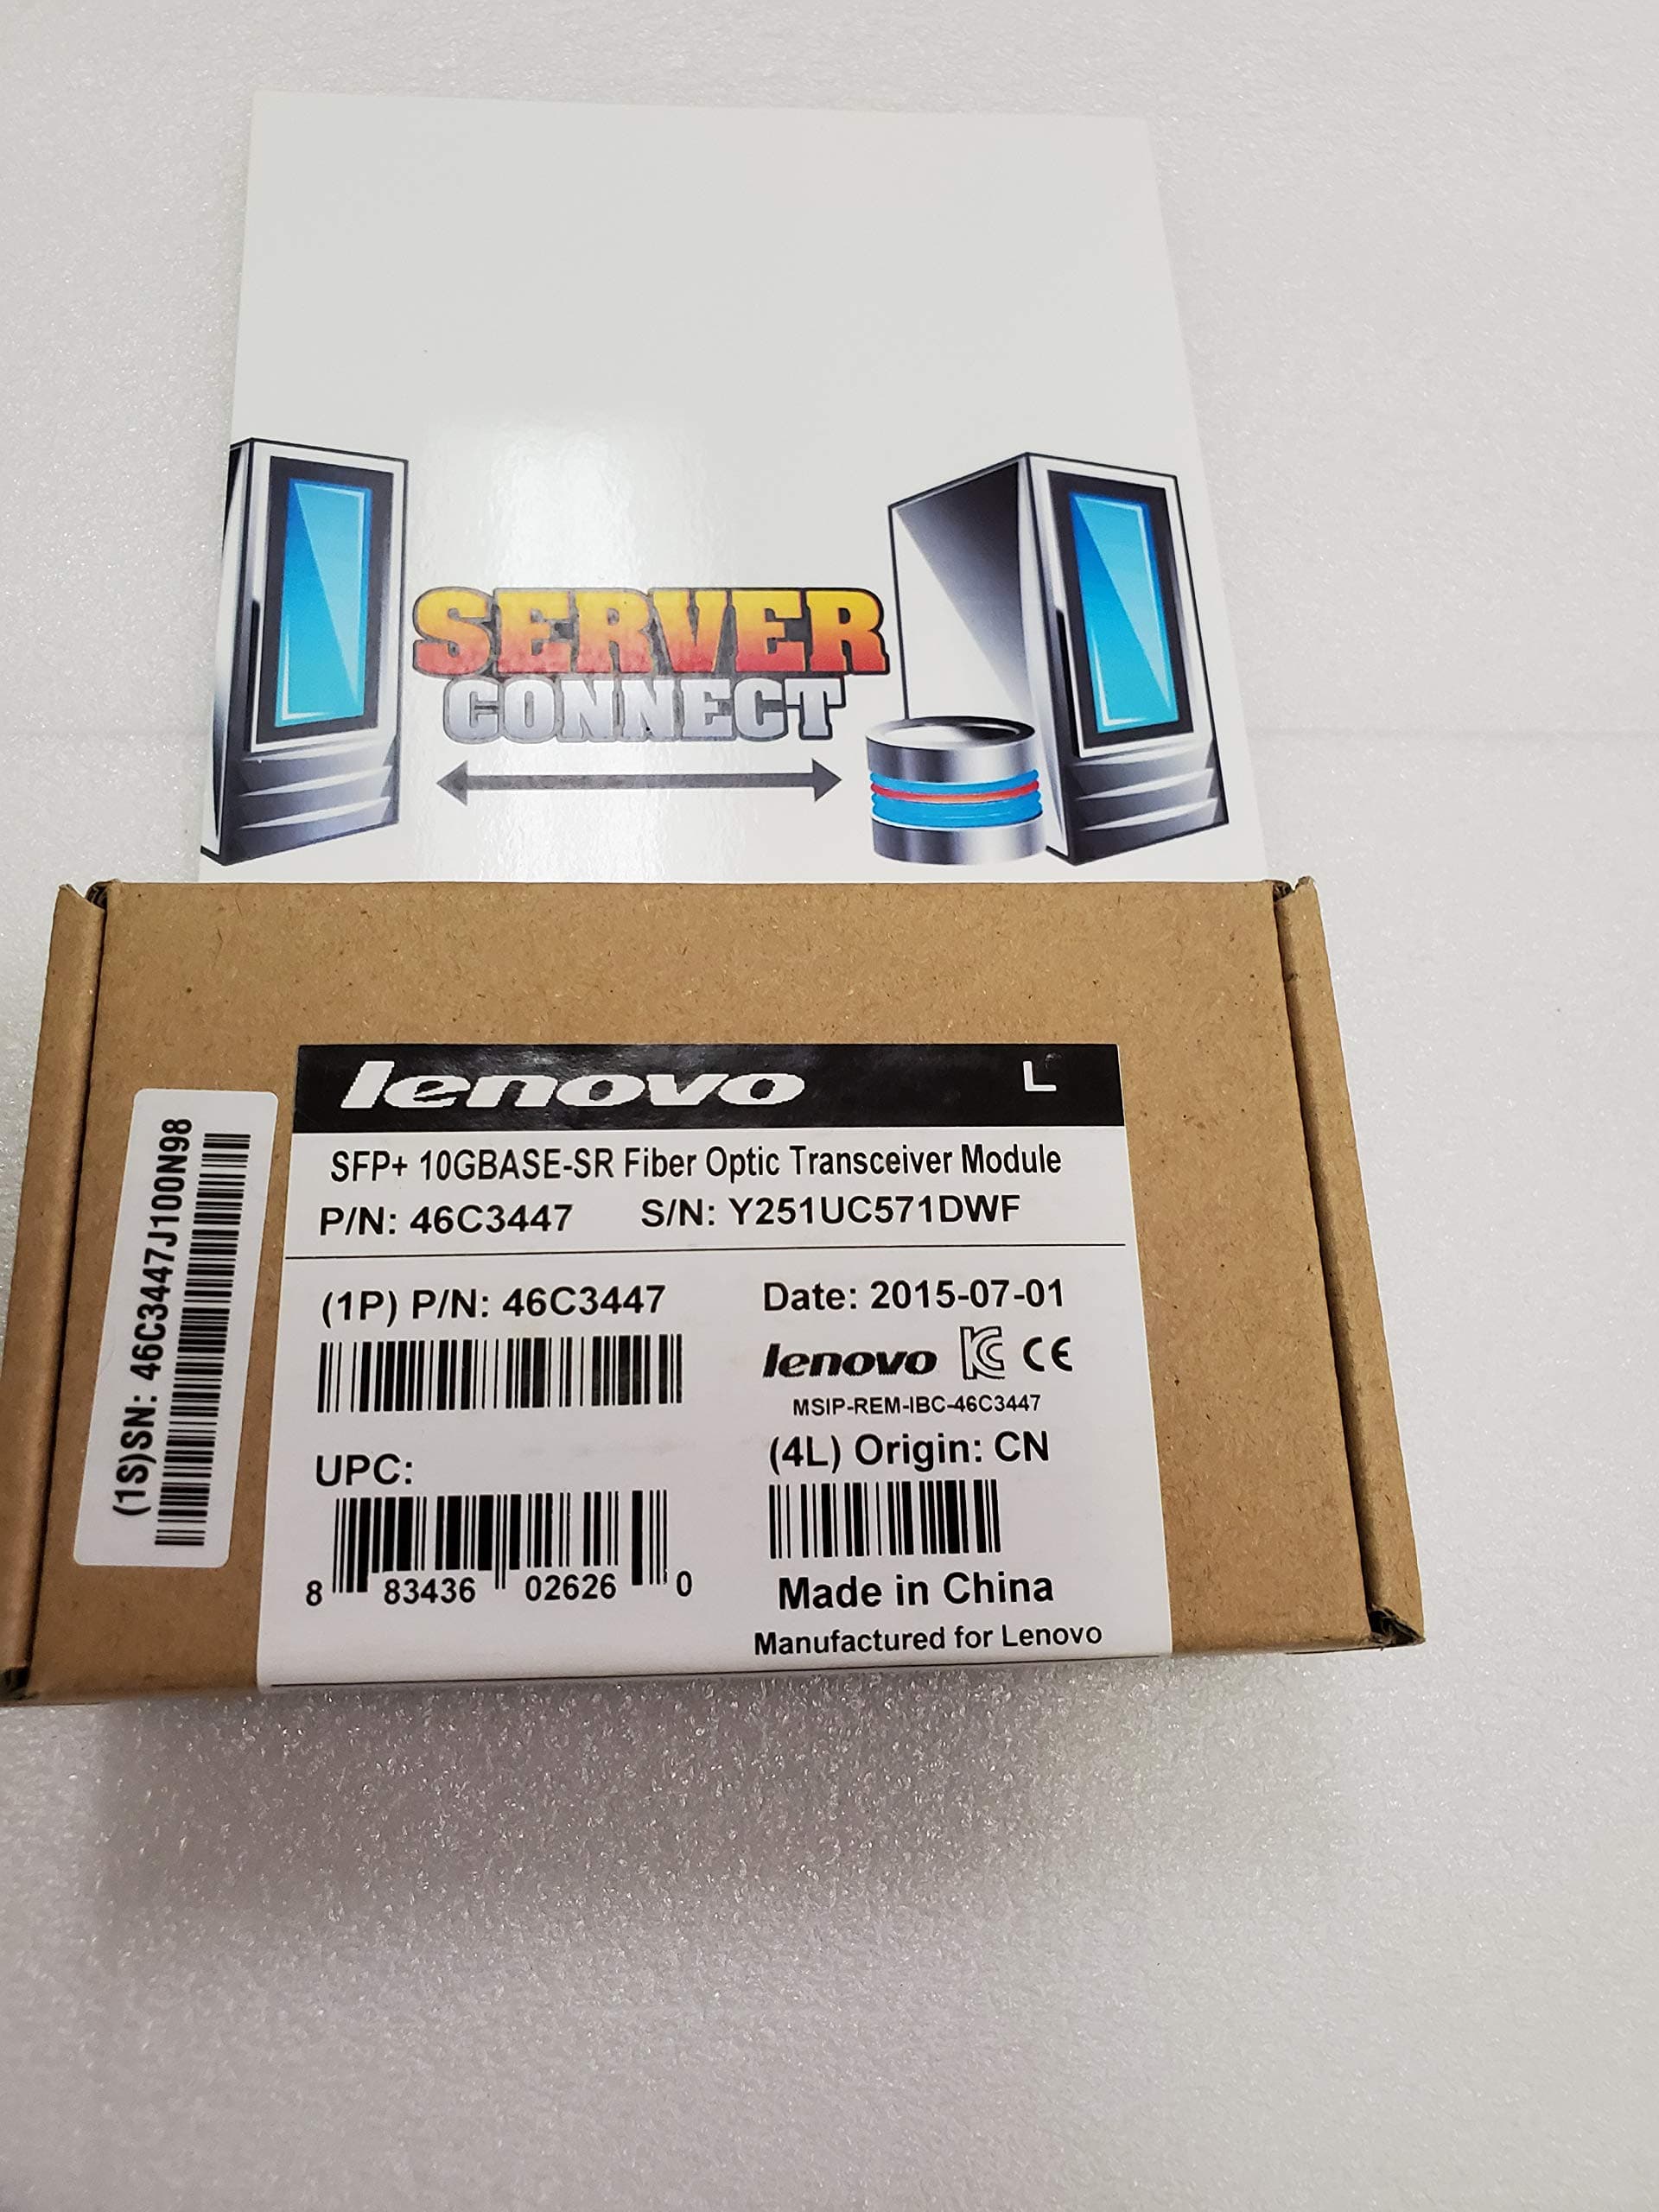 SERVER
CONNECT
lenovo L
SFP+ 10GBASE-SR Fiber Optic Transceiver Module
P/N: 46C3447 S/N: Y251UC571DWF
(1P) P/N: 46C3447
UPC:
8 83436 02626 0
Date: 2015-07-01
lenovo KC CE
MSIP-REM-IBC-46C3447
(4L) Origin: CN
Made in China
Manufactured for Lenovo
(1S)SN: 46C3447J100N98